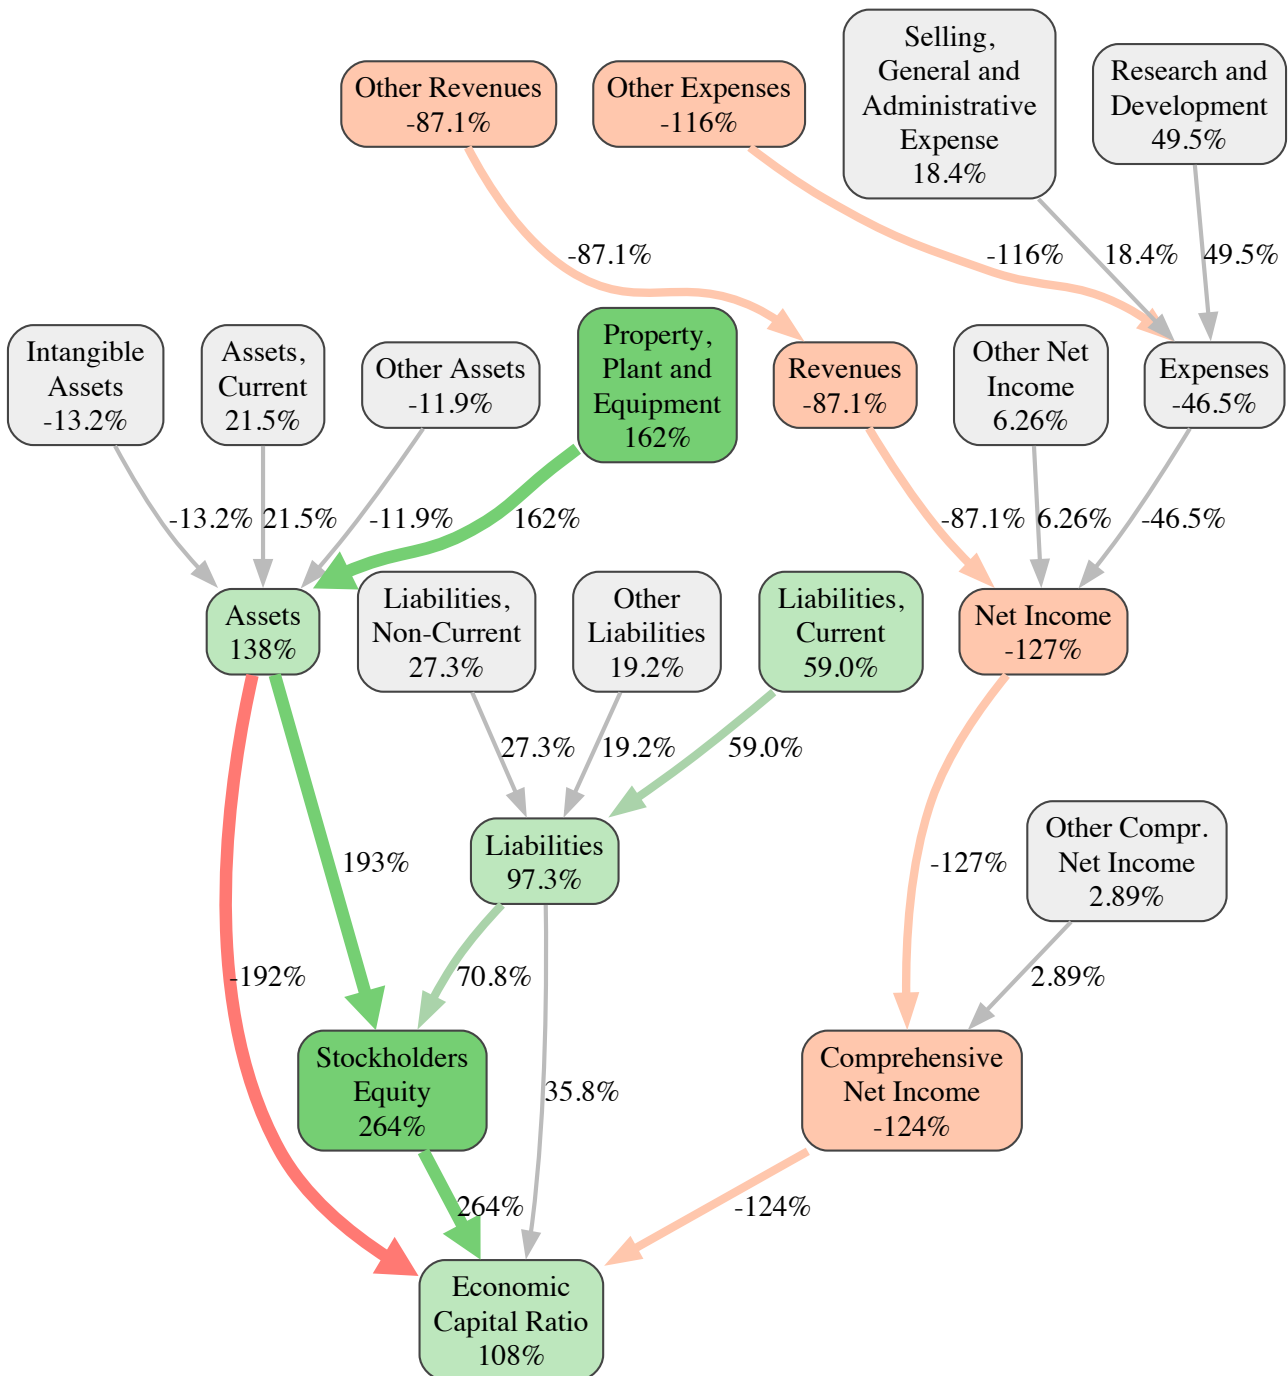 Other Revenues
-87.1%
Other Expenses
-116%
Selling,
General and
Administrative
Expense
18.4%
Research and
Development
49.5%
-87.1%
-116%
18.4%
49.5%
Intangible
Assets
-13.2%
Assets,
Current
21.5%
Other Assets
-11.9%
Property,
Plant and
Equipment
162%
Revenues
-87.1%
Other Net
Income
6.26%
Expenses
-46.5%
-13.2%
21.5%
-11.9%
162%
-87.1%
6.26%
-46.5%
Assets
138%
Liabilities,
Non-Current
27.3%
Other
Liabilities
19.2%
Liabilities,
Current
59.0%
Net Income
-127%
27.3%
19.2%
59.0%
193%
Liabilities
97.3%
-127%
Other Compr.
Net Income
2.89%
-192%
70.8%
2.89%
Stockholders
Equity
264%
35.8%
Comprehensive
Net Income
-124%
264%
-124%
Economic
Capital Ratio
108%